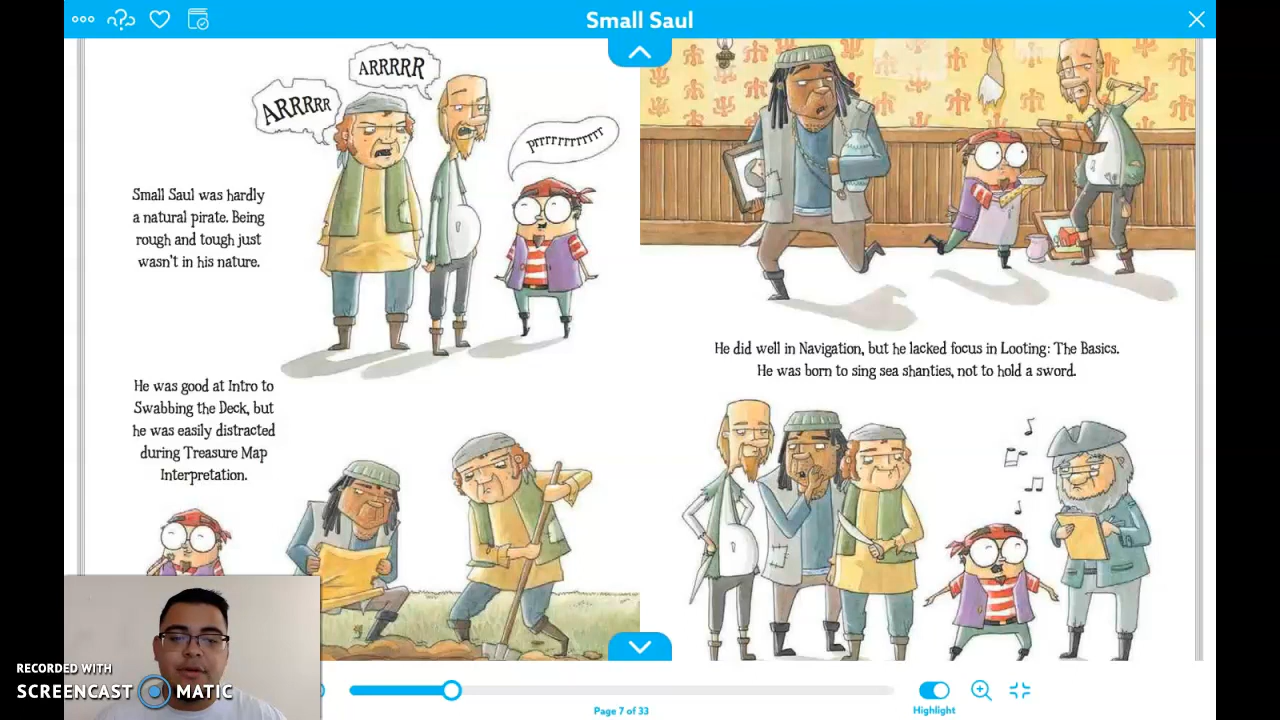 Small Saul
ARRRRR
ARRRRR
Prrrrrrrrrrrr
Small Saul was hardly
a natural pirate. Being
rough and tough just
wasn't in his nature.
He was good at Intro to
Swabbing the Deck, but
he was easily distracted
during Treasure Map
Interpretation.
He did well in Navigation, but he lacked focus in Looting: The Basics.
He was born to sing sea shanties, not to hold a sword.
RECORDED WITH
SCREENCAST MATIC
Page 7 of 33
Highlight